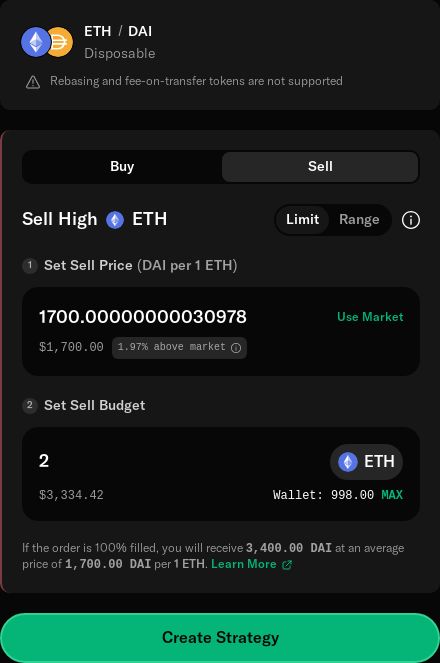 ETH / DAI
Disposable
Rebasing and fee-on-transfer tokens are not supported
Buy Sell
Sell High ETH Limit Range
1 Set Sell Price (DAI per 1 ETH)
1700.00000000030978 Use Market
$1,700.00 1.97% above market
2 Set Sell Budget
2 ETH
$3,334.42 Wallet: 998.00 MAX
If the order is 100% filled, you will receive 3,400.00 DAI at an average
price of 1,700.00 DAI per 1 ETH. Learn More
Create Strategy